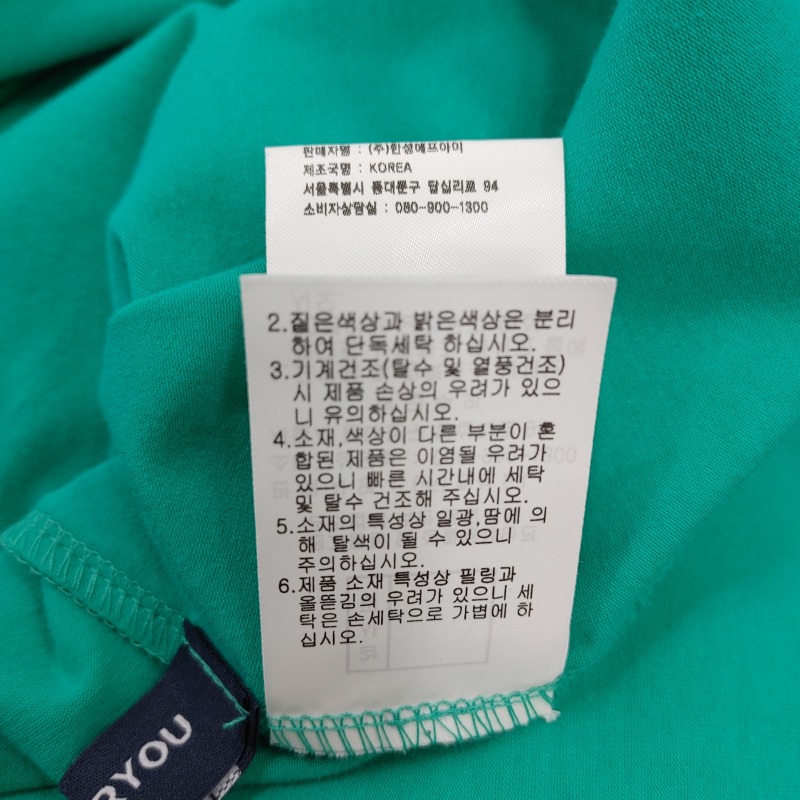 판매자명 : (주)한성에프아이
제조국명 : KOREA
서울특별시 동대문구 답십리로 94
소비자상담실 : 080-900-1300
2.짙은색상과 밝은색상은 분리
하여 단독세탁 하십시오.
3.기계건조(탈수 및 열풍건조)
시 제품 손상의 우려가 있으
니 유의하십시오.
4.소재,색상이 다른 부분이 혼
합된 제품은 이염될 우려가
있으니 빠른 시간내에 세탁
및 탈수 건조해 주십시오.
5.소재의 특성상 일광,땀에 의
해 탈색이 될 수 있으니
주의하십시오.
6.제품 소재 특성상 필링과
올뜯김의 우려가 있으니 세
탁은 손세탁으로 가볍에 하
십시오.
RYOU